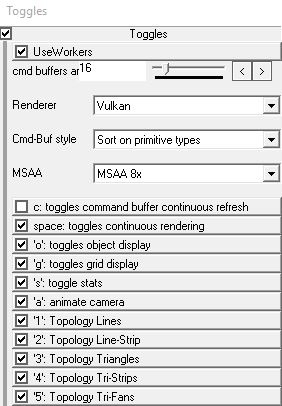 Toggles
Toggles
UseWorkers
cmd buffers ar 16
Renderer Vulkan
Cmd-Buf style Sort on primitive types
MSAA MSAA 8x
c: toggles command buffer continuous refresh
space: toggles continuous rendering
'o': toggles object display
'g': toggles grid display
's': toggle stats
'a': animate camera
'1': Topology Lines
'2': Topology Line-Strip
'3': Topology Triangles
'4': Topology Tri-Strips
'5': Topology Tri-Fans